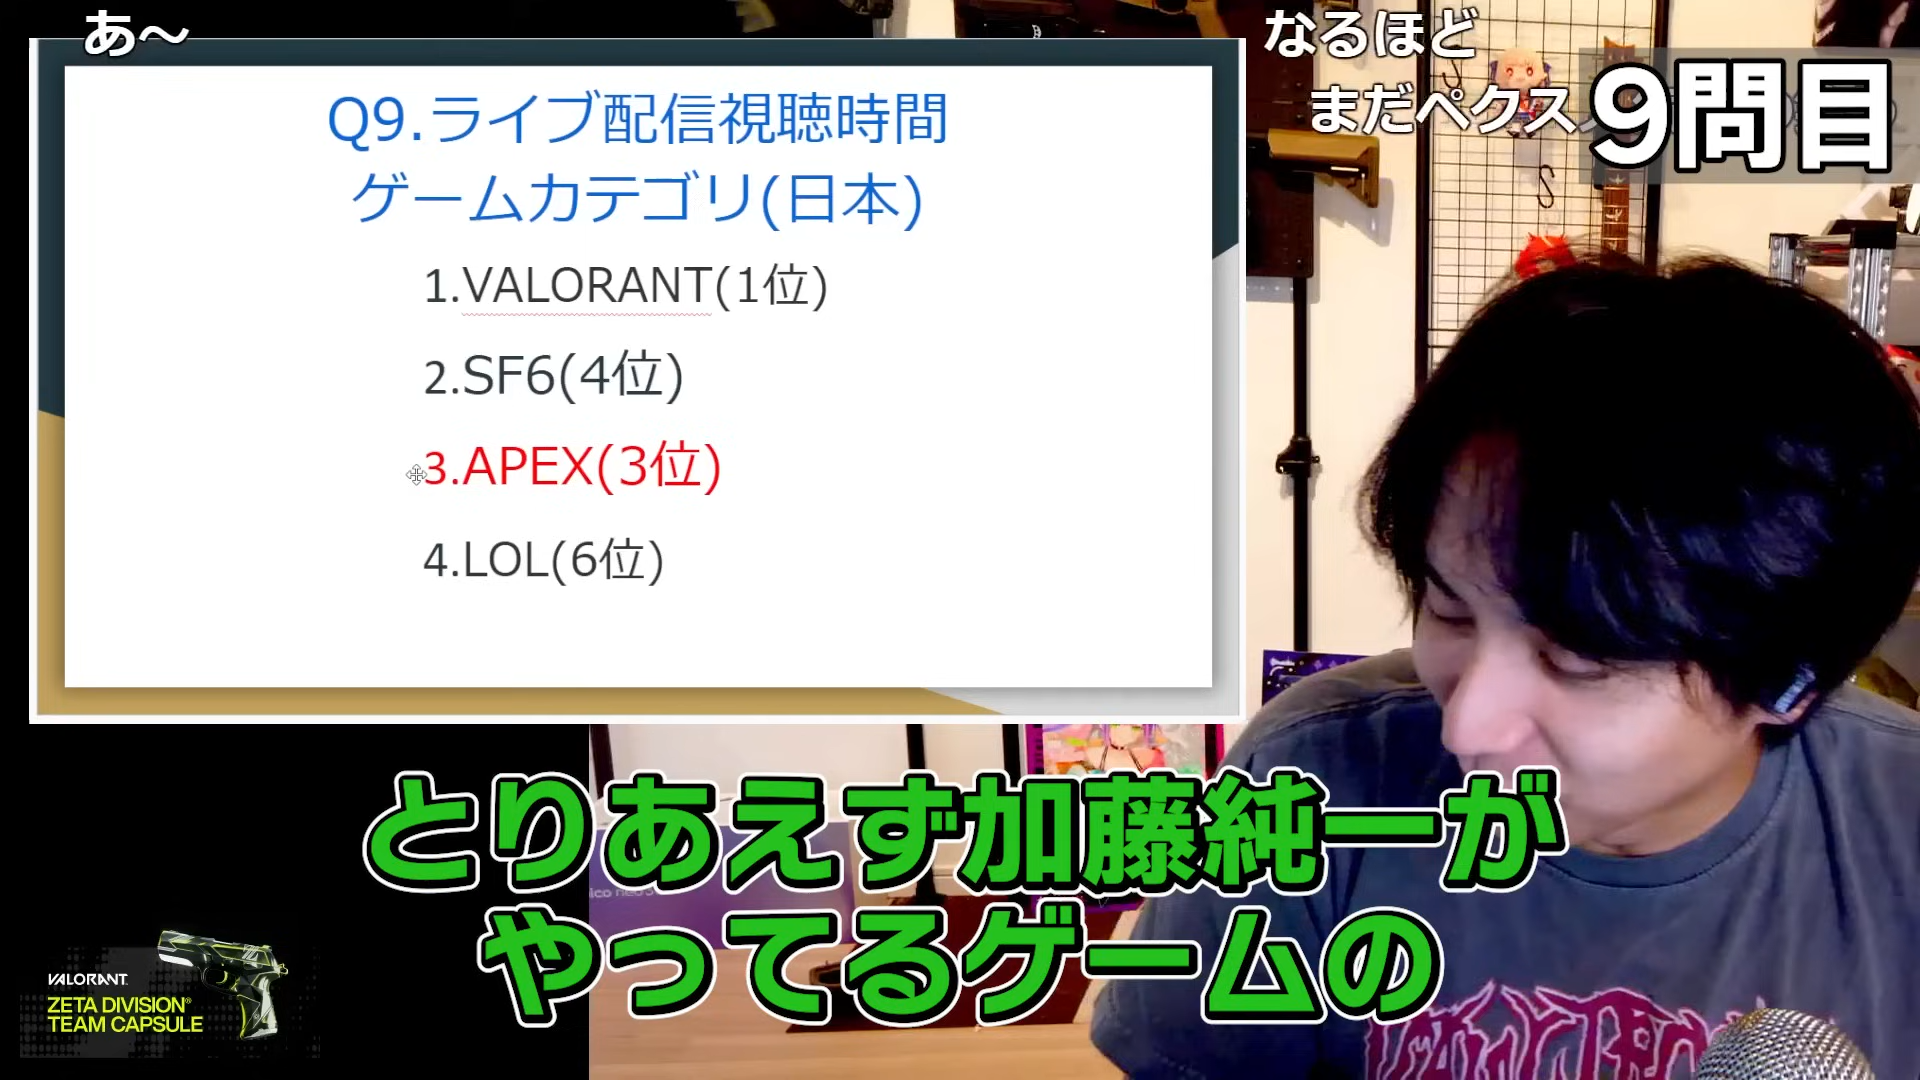 あ〜
なるほど
まだペクス
9問目
Q9.ライブ配信視聴時間
ゲームカテゴリ(日本)
1.VALORANT(1位)
2.SF6(4位)
3.APEX(3位)
4.LOL(6位)
とりあえず加藤純一が
やってるゲームの
VALORANT
ZETA DIVISION
TEAM CAPSULE